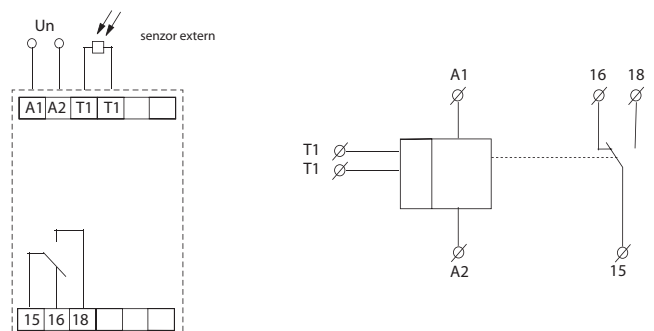 Un
senzor extern
A1 A2 T1 T1
15 16 18
A1
16 18
T1
T1
A2
15